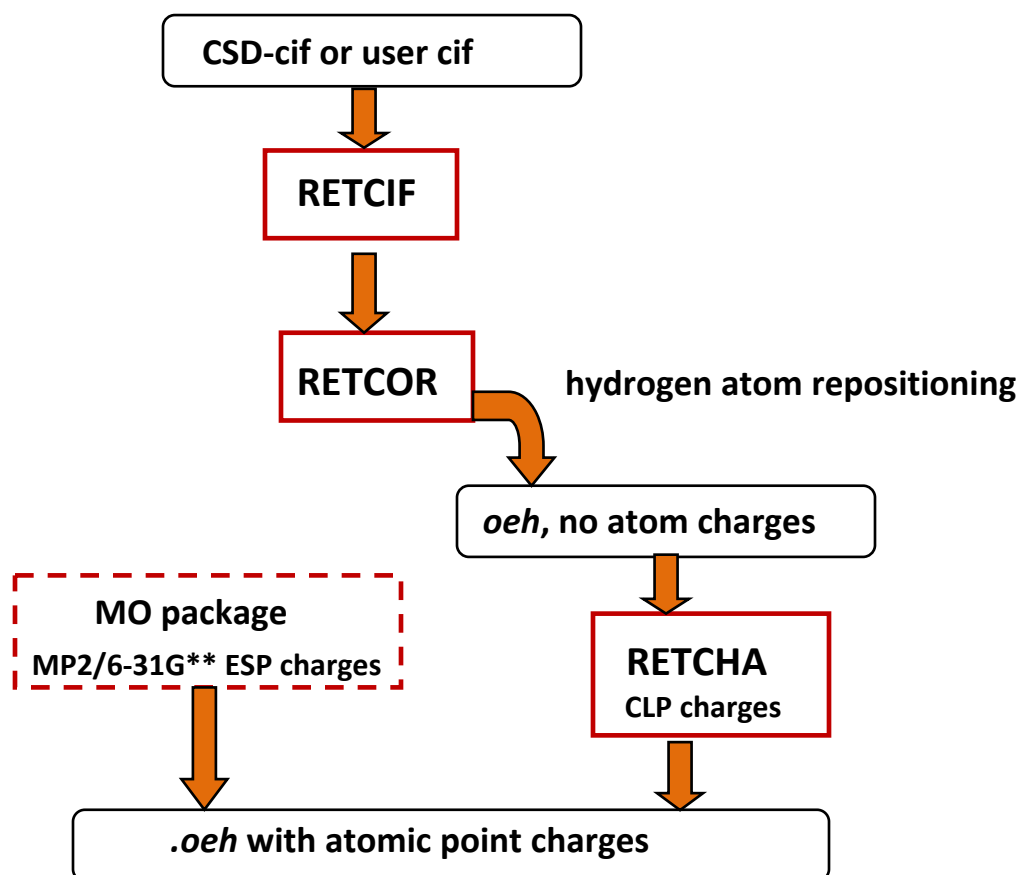 CSD-cif or user cif
RETCIF
RETCOR
hydrogen atom repositioning
oeh, no atom charges
MO package
MP2/6-31G** ESP charges
RETCHA
CLP charges
.oeh with atomic point charges